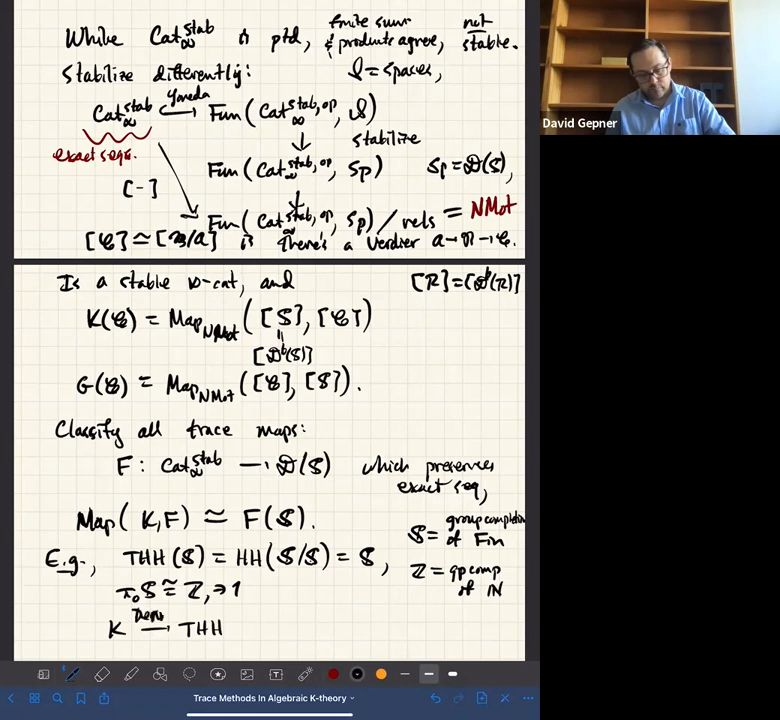 While Cat∞^stab is ptd, finite sums & products agree, not stable.
Stabilize differently: 𝒮 = spaces,
Cat∞^stab ↪ Yoneda Fun(Cat∞^stab,op, 𝒮)
exact seqs. ↓ stabilize
Fun(Cat∞^stab,op, Sp) Sp = 𝒟(𝕊),
[-] ↓
Fun(Cat∞^stab,op, Sp)/rels = NMot
[𝒞] ≃ [ℬ/𝒜] if There's a Verdier 𝒜 → ℬ → 𝒞.
Is a stable ∞-cat, and [R] = [𝒟^b(R)]
K(𝒞) = Map_NMot([𝕊], [𝒞])
[𝒟^b(𝕊)]
G(𝒞) = Map_NMot([𝒞], [𝕊]).
Classify all trace maps:
F: Cat∞^stab → 𝒟(𝕊) which preserves exact seq,
Map(K, F) ≃ F(𝕊).
𝕊 = group completion of Fin
E.g., THH(𝕊) = HH(𝕊/𝕊) = 𝕊,
ℤ = gp comp of ℕ
π₀𝕊 ≅ ℤ, ∋ 1
K → THH
David Gepner
Trace Methods In Algebraic K-theory